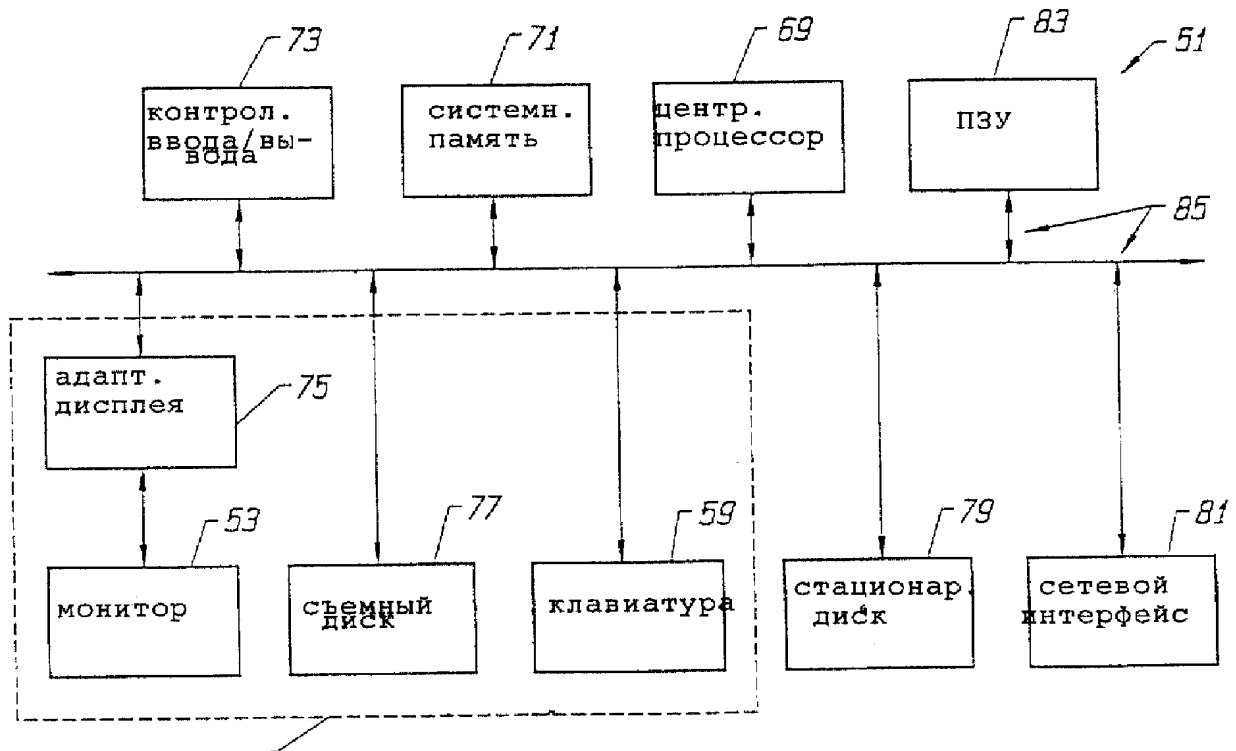 73
71
69
83
51
контрол.
ввода/вы-
вода
системн.
память
центр.
процессор
ПЗУ
85
адапт.
дисплея
75
53
77
59
79
81
монитор
съемный
диск
клавиатура
стационар.
диск
сетевой
интерфейс